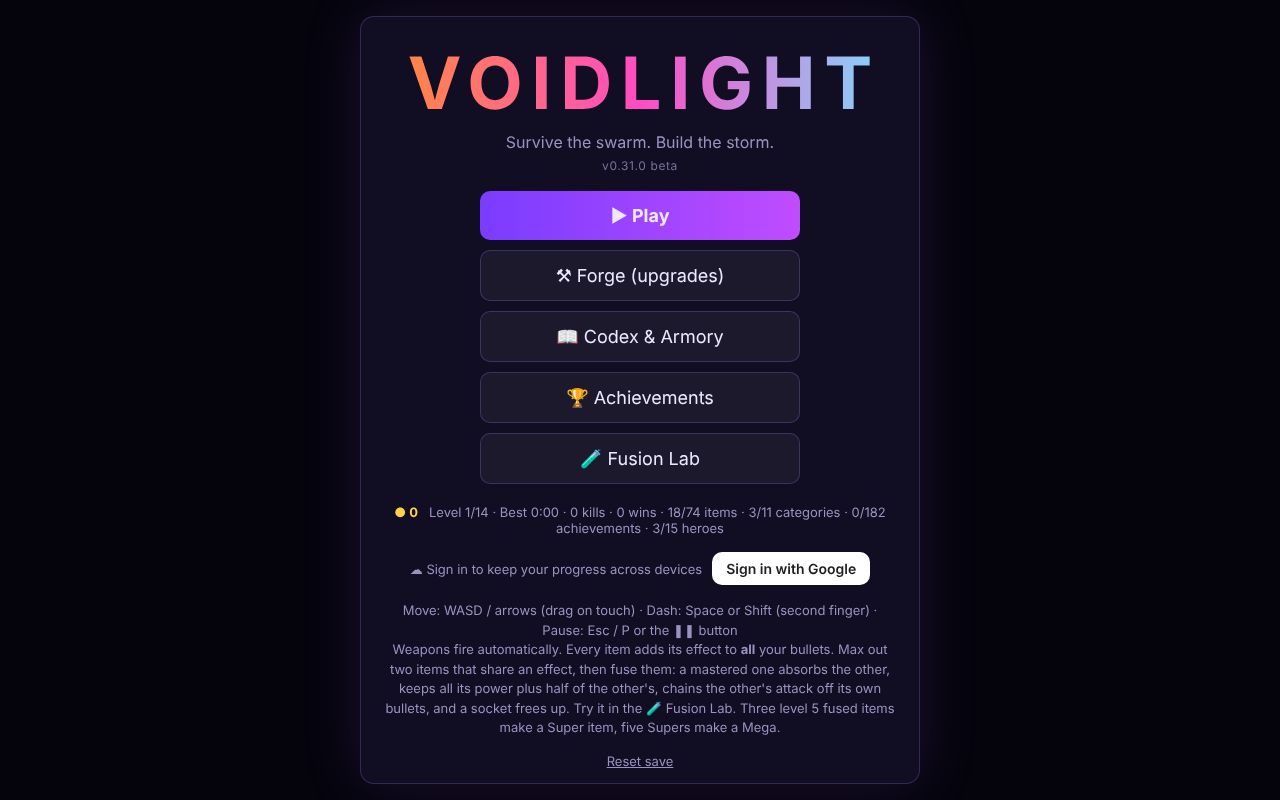 VOIDLIGHT
Survive the swarm. Build the storm.
v0.31.0 beta
▶ Play
⚒ Forge (upgrades)
📖 Codex & Armory
🏆 Achievements
🧪 Fusion Lab
● 0 Level 1/14 · Best 0:00 · 0 kills · 0 wins · 18/74 items · 3/11 categories · 0/182
achievements · 3/15 heroes
☁ Sign in to keep your progress across devices Sign in with Google
Move: WASD / arrows (drag on touch) · Dash: Space or Shift (second finger) ·
Pause: Esc / P or the ❚❚ button
Weapons fire automatically. Every item adds its effect to all your bullets. Max out
two items that share an effect, then fuse them: a mastered one absorbs the other,
keeps all its power plus half of the other's, chains the other's attack off its own
bullets, and a socket frees up. Try it in the 🧪 Fusion Lab. Three level 5 fused items
make a Super item, five Supers make a Mega.
Reset save